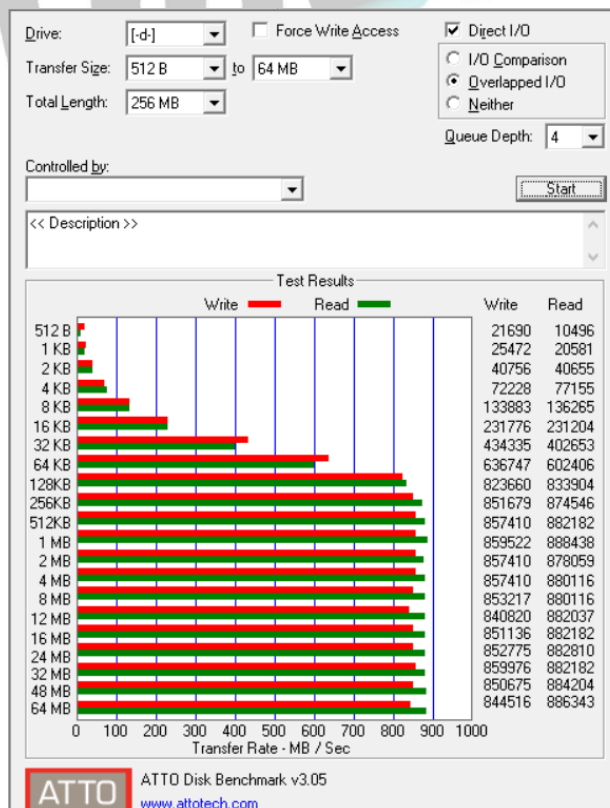 Drive: [-d-] Force Write Access Direct I/O
Transfer Size: 512 B to 64 MB I/O Comparison
Overlapped I/O
Total Length: 256 MB Neither
Queue Depth: 4
Controlled by:
Start
<< Description >>
Test Results
Write Read Write Read
512 B 21690 10496
1 KB 25472 20581
2 KB 40756 40655
4 KB 72228 77155
8 KB 133883 136265
16 KB 231776 231204
32 KB 434335 402653
64 KB 636747 602406
128KB 823660 833904
256KB 851679 874546
512KB 857410 882182
1 MB 859522 888438
2 MB 857410 878059
4 MB 857410 880116
8 MB 853217 880116
12 MB 840820 882037
16 MB 851136 882182
24 MB 852775 882810
32 MB 859976 882182
48 MB 850675 884204
64 MB 844516 886343
0 100 200 300 400 500 600 700 800 900 1000
Transfer Rate - MB / Sec
ATTO
ATTO Disk Benchmark v3.05
www.attotech.com